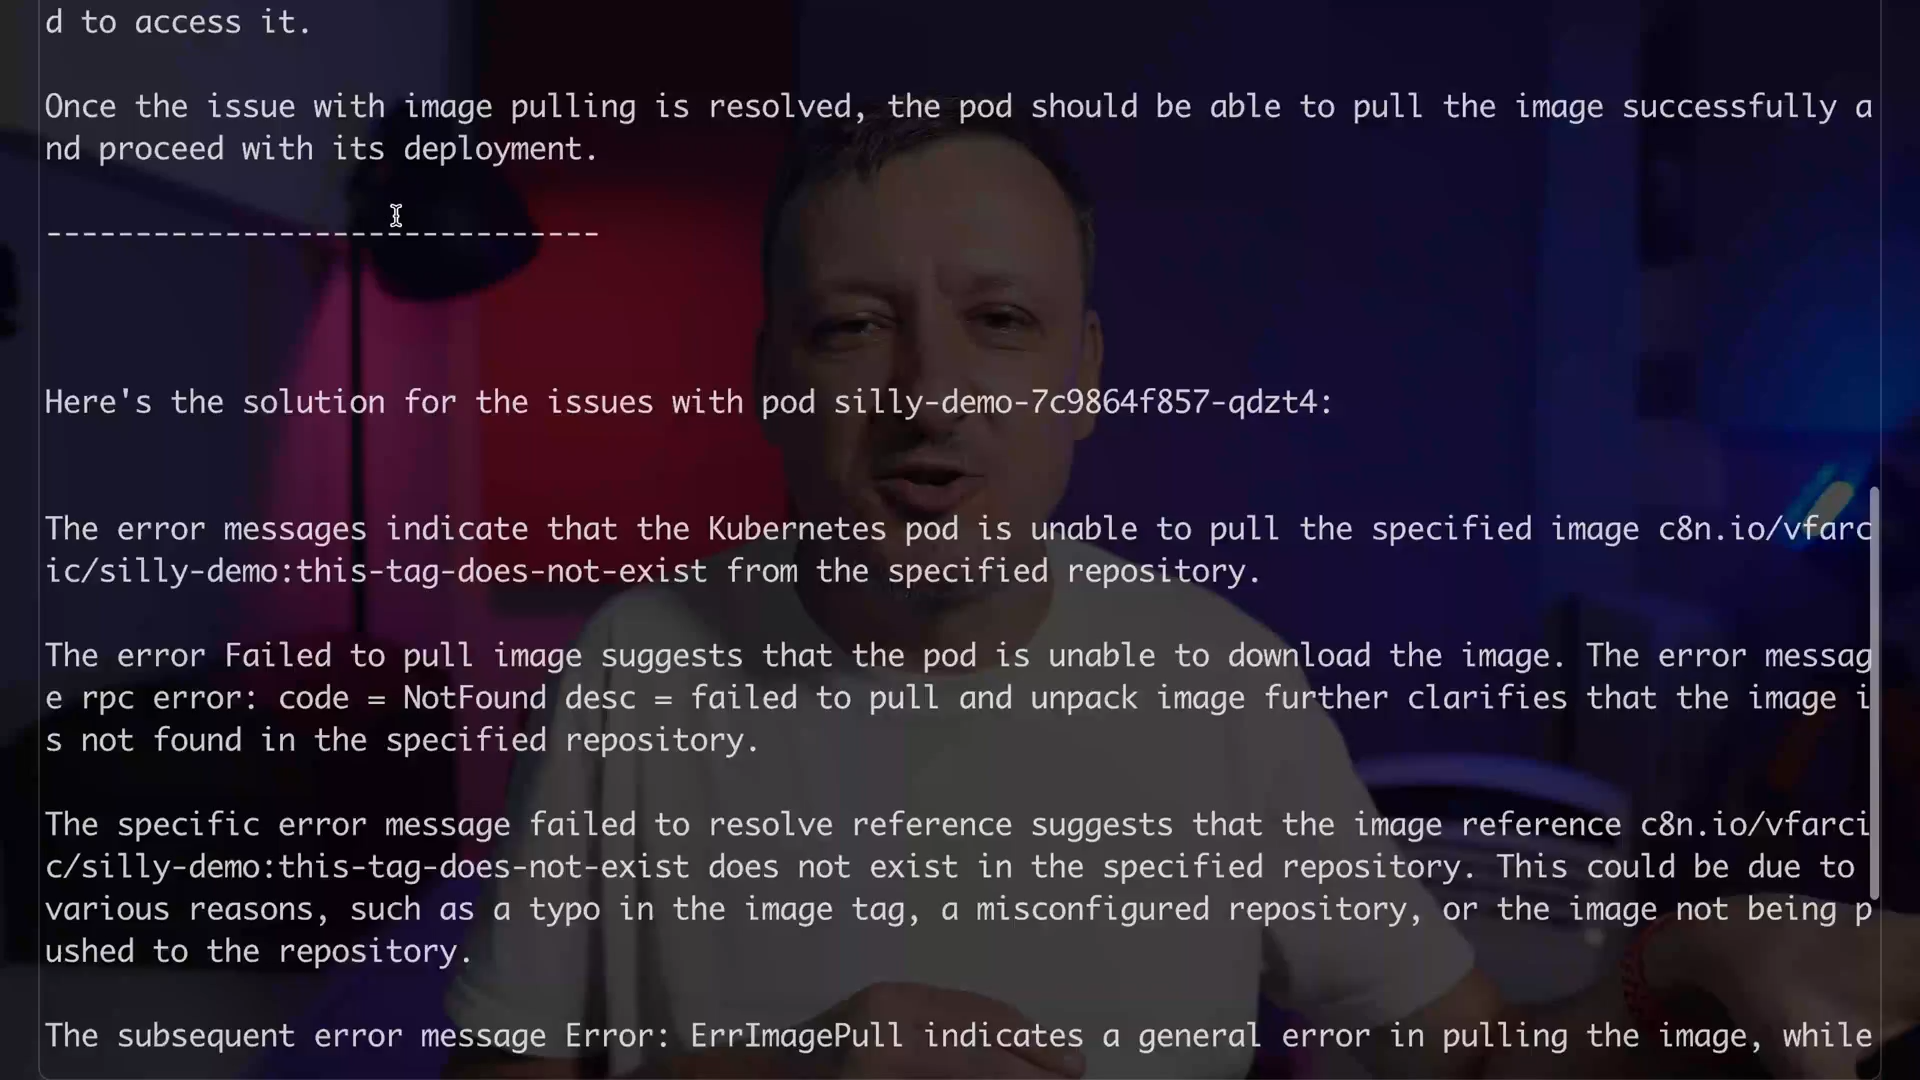 d to access it.
Once the issue with image pulling is resolved, the pod should be able to pull the image successfully a
nd proceed with its deployment.
-------------------------------
Here's the solution for the issues with pod silly-demo-7c9864f857-qdzt4:
The error messages indicate that the Kubernetes pod is unable to pull the specified image c8n.io/vfarc
ic/silly-demo:this-tag-does-not-exist from the specified repository.
The error Failed to pull image suggests that the pod is unable to download the image. The error messag
e rpc error: code = NotFound desc = failed to pull and unpack image further clarifies that the image i
s not found in the specified repository.
The specific error message failed to resolve reference suggests that the image reference c8n.io/vfarci
c/silly-demo:this-tag-does-not-exist does not exist in the specified repository. This could be due to
various reasons, such as a typo in the image tag, a misconfigured repository, or the image not being p
ushed to the repository.
The subsequent error message Error: ErrImagePull indicates a general error in pulling the image, while